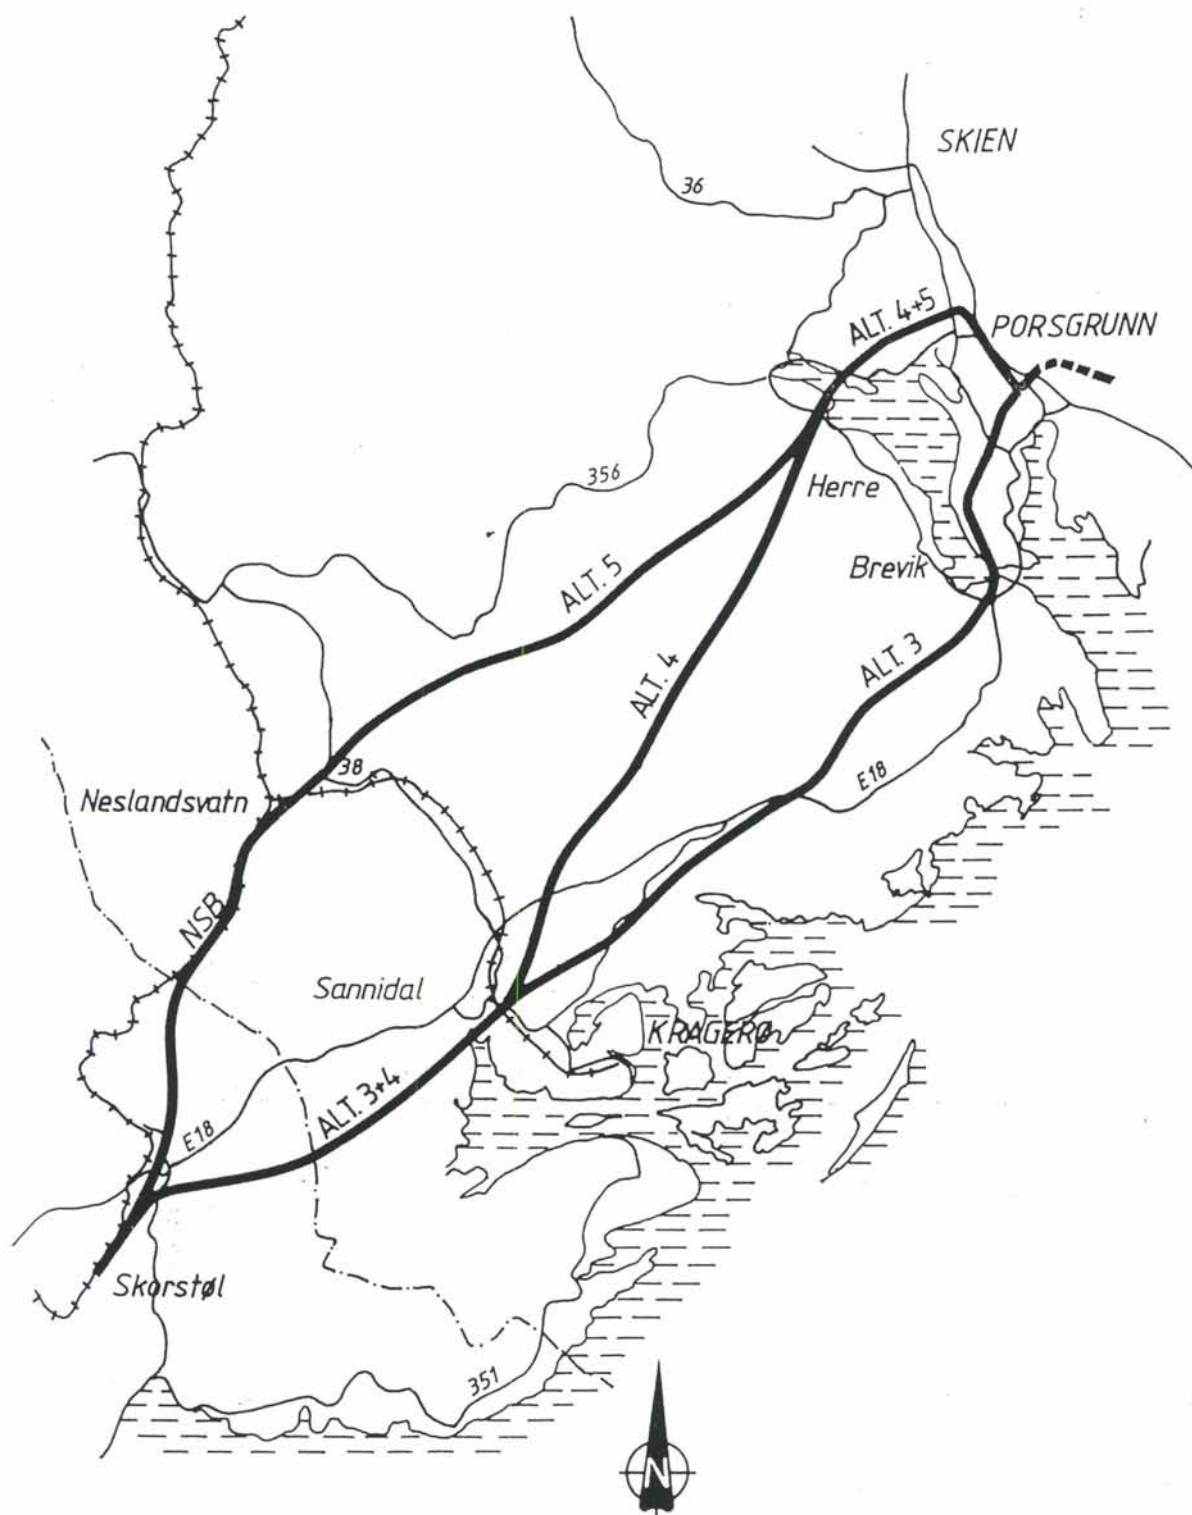 SKIEN
36
ALT. 4+5
PORSGRUNN
356
Herre
Brevik
ALT. 5
ALT. 4
ALT. 3
38
E18
Neslandsvatn
NSB
Sannidal
KRAGERØ
ALT. 3+4
E18
Skorstøl
351
N